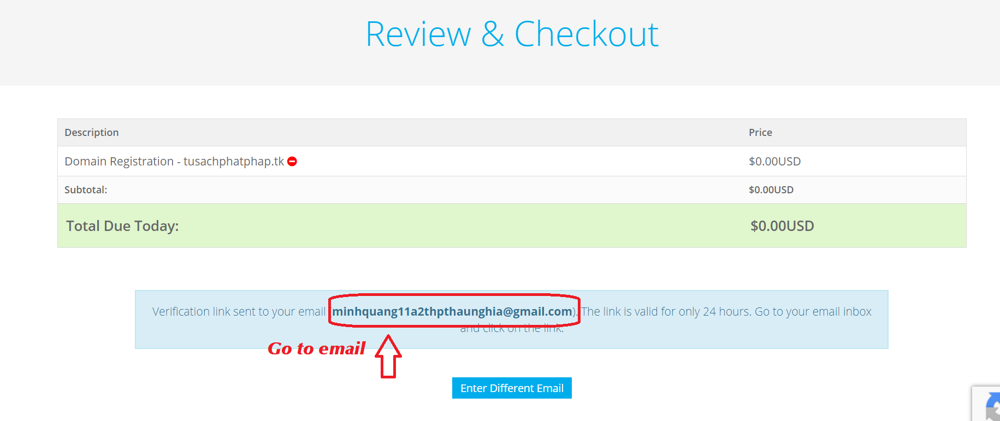 Review & Checkout
Description Price
Domain Registration - tusachphatphap.tk $0.00USD
Subtotal: $0.00USD
Total Due Today: $0.00USD
Verification link sent to your email (minhquang11a2thpthaunghia@gmail.com). The link is valid for only 24 hours. Go to your email inbox
and click on the link.
Go to email
Enter Different Email